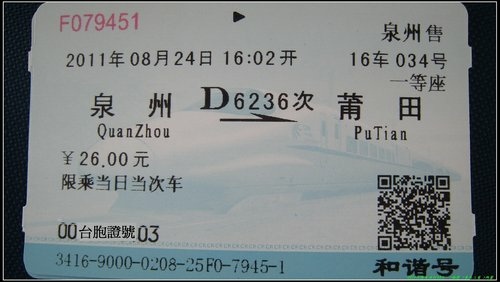 F079451
泉州售
2011年08月24日16:02开
16车034号
一等座
泉州 D6236次 莆田
QuanZhou PuTian
￥26.00元
限乘当日当次车
00台胞證號03
3416-9000-0208-25F0-7945-1
和谐号